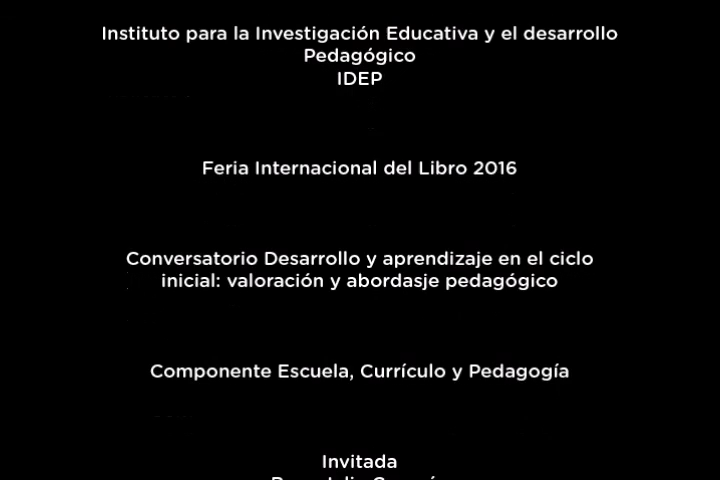 Instituto para la Investigación Educativa y el desarrollo
Pedagógico
IDEP
Feria Internacional del Libro 2016
Conversatorio Desarrollo y aprendizaje en el ciclo
inicial: valoración y abordasje pedagógico
Componente Escuela, Currículo y Pedagogía
Invitada